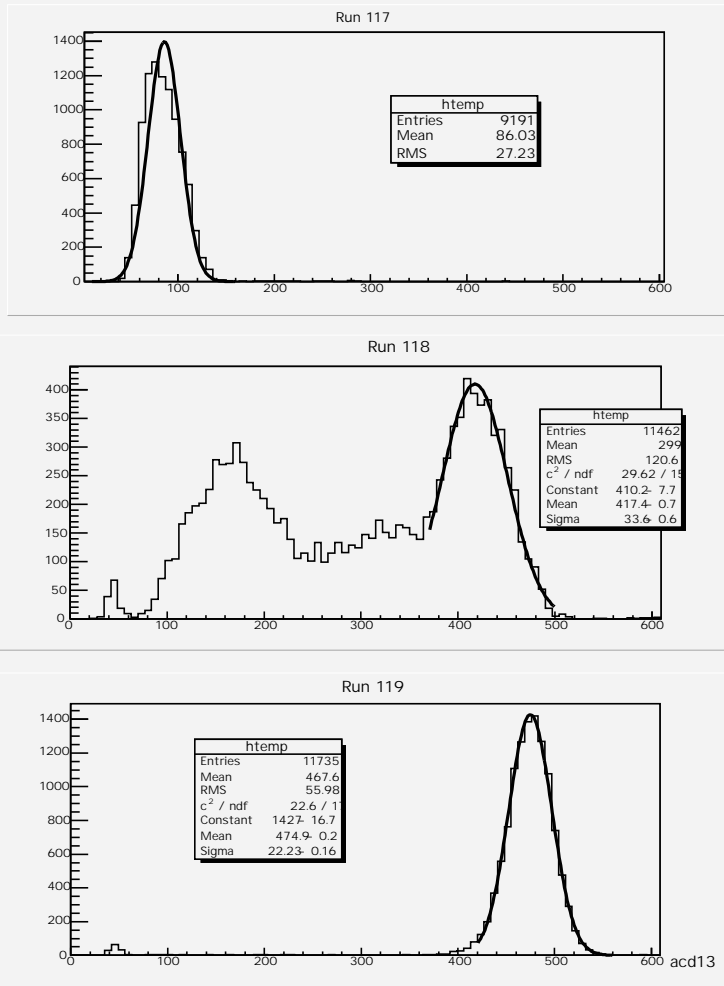 Run 117
1400
1200
1000
800
600
400
200
0
100 200 300 400 500 600
htemp
Entries 9191
Mean 86.03
RMS 27.23
Run 118
400
350
300
250
200
150
100
50
0
0 100 200 300 400 500 600
htemp
Entries 11462
Mean 299
RMS 120.6
c² / ndf 29.62 / 15
Constant 410.2 - 7.7
Mean 417.4 - 0.7
Sigma 33.6 - 0.6
Run 119
1400
1200
1000
800
600
400
200
0
0 100 200 300 400 500 600
htemp
Entries 11735
Mean 467.6
RMS 55.98
c² / ndf 22.6 /
Constant 1427 - 16.7
Mean 474.9 - 0.2
Sigma 22.23 - 0.16
acd13